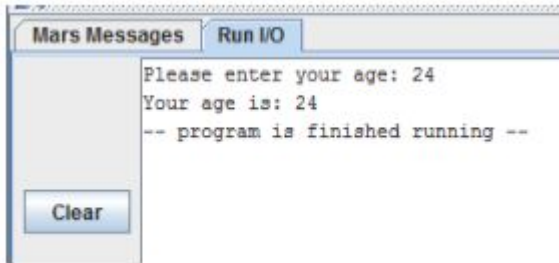 Mars Messages Run I/O
Please enter your age: 24
Your age is: 24
-- program is finished running --
Clear